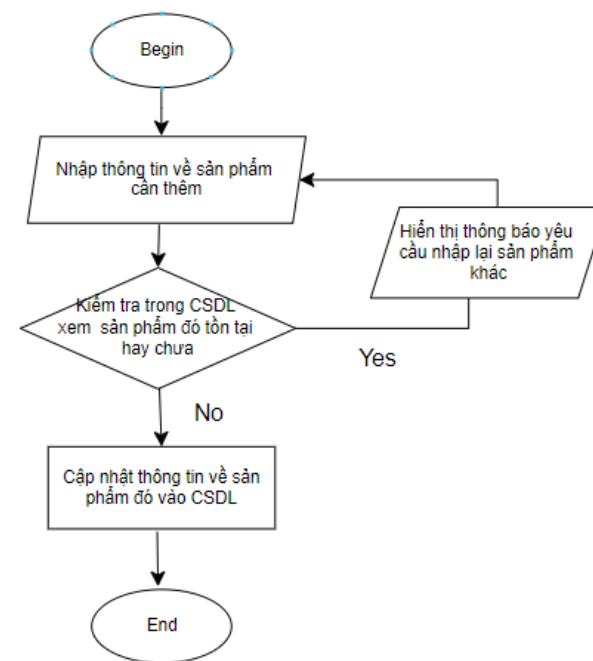 Begin
Nhập thông tin về sản phẩm
cần thêm
Hiển thị thông báo yêu
cầu nhập lại sản phẩm
khác
Kiểm tra trong CSDL
xem sản phẩm đó tồn tại
hay chưa
Yes
No
Cập nhật thông tin về sản
phẩm đó vào CSDL
End